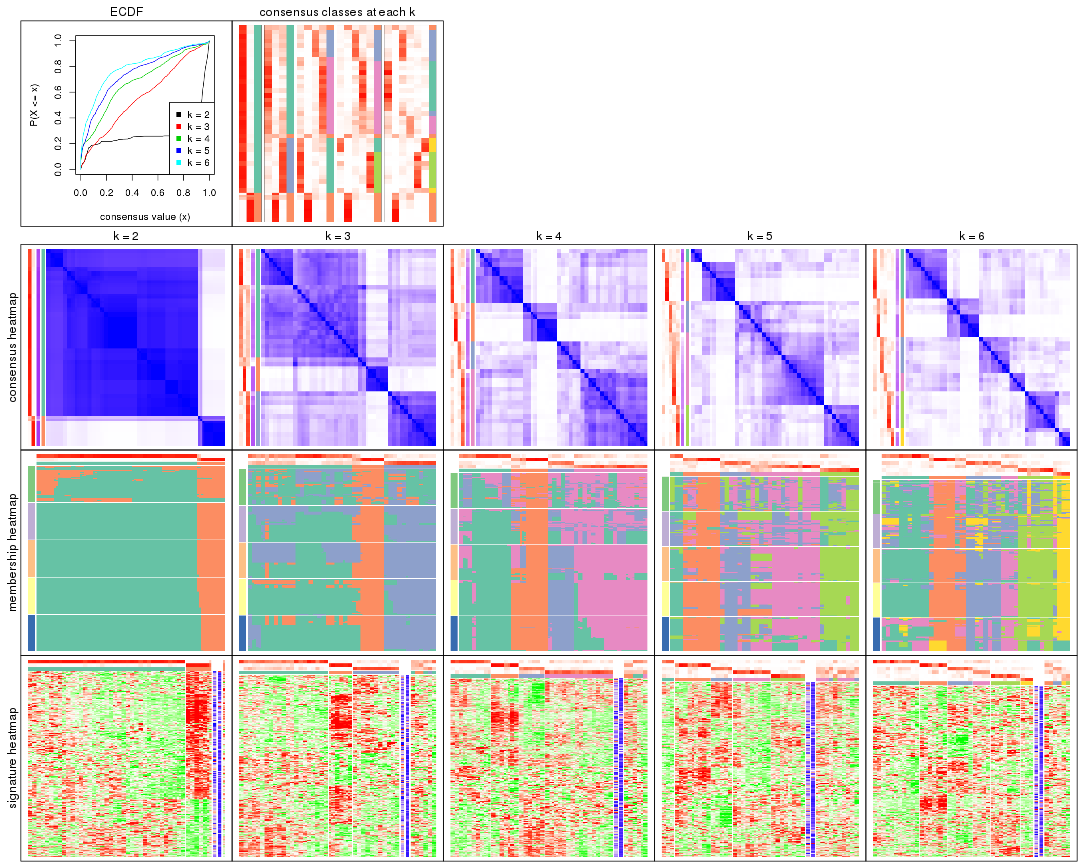 ECDF
consensus classes at each k
P(X <= x)
0.0
0.2
0.4
0.6
0.8
1.0
k = 2
k = 3
k = 4
k = 5
k = 6
0.0 0.2 0.4 0.6 0.8 1.0
consensus value (x)
k = 2
k = 3
k = 4
k = 5
k = 6
consensus heatmap
membership heatmap
signature heatmap